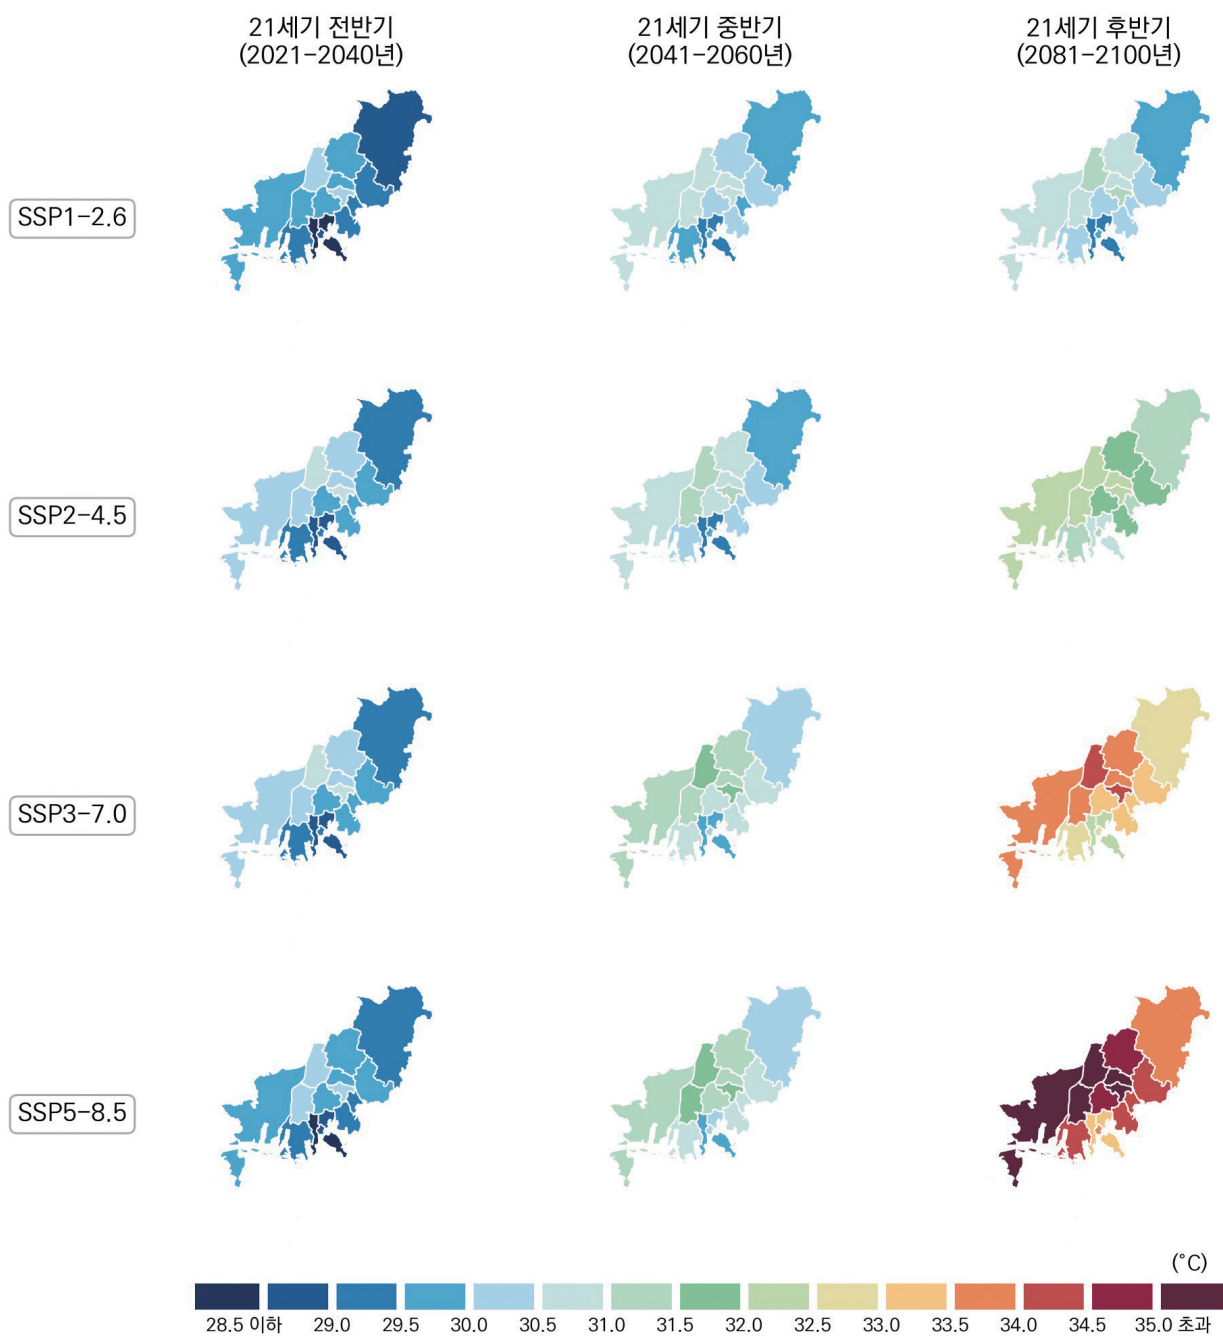 21세기 전반기
(2021-2040년)
21세기 중반기
(2041-2060년)
21세기 후반기
(2081-2100년)
SSP1-2.6
SSP2-4.5
SSP3-7.0
SSP5-8.5
(°C)
28.5 이하 29.0 29.5 30.0 30.5 31.0 31.5 32.0 32.5 33.0 33.5 34.0 34.5 35.0 초과